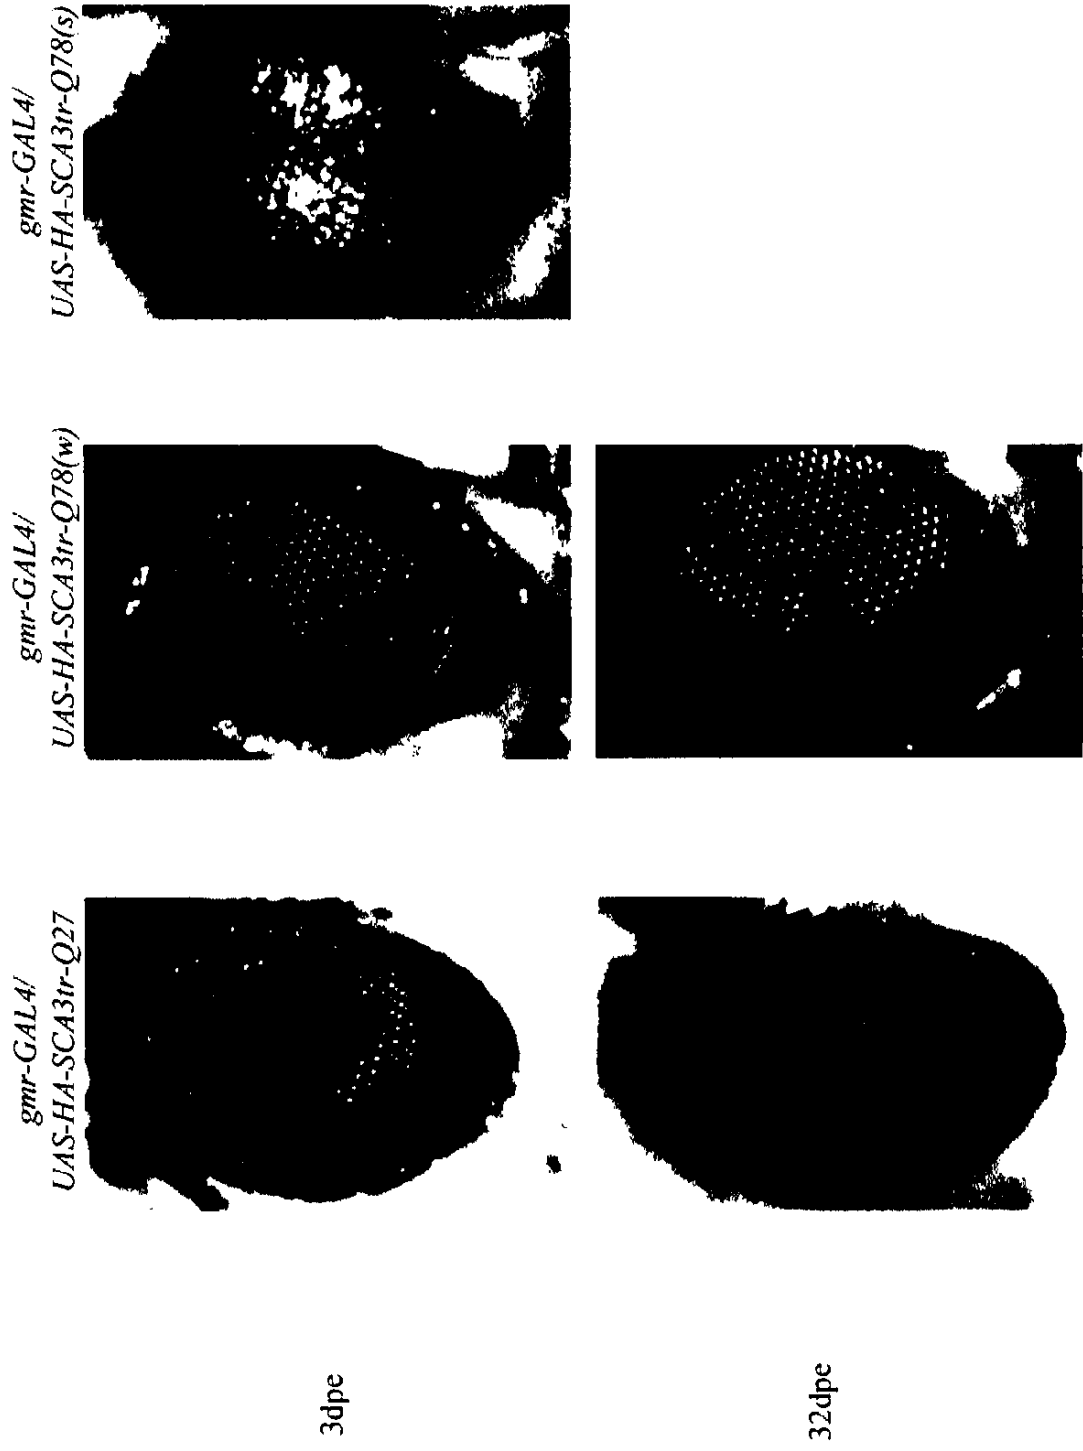 gmr-GAL4/
UAS-HA-SCA3tr-Q27
gmr-GAL4/
UAS-HA-SCA3tr-Q78(w)
gmr-GAL4/
UAS-HA-SCA3tr-Q78(s)
3dpe
32dpe